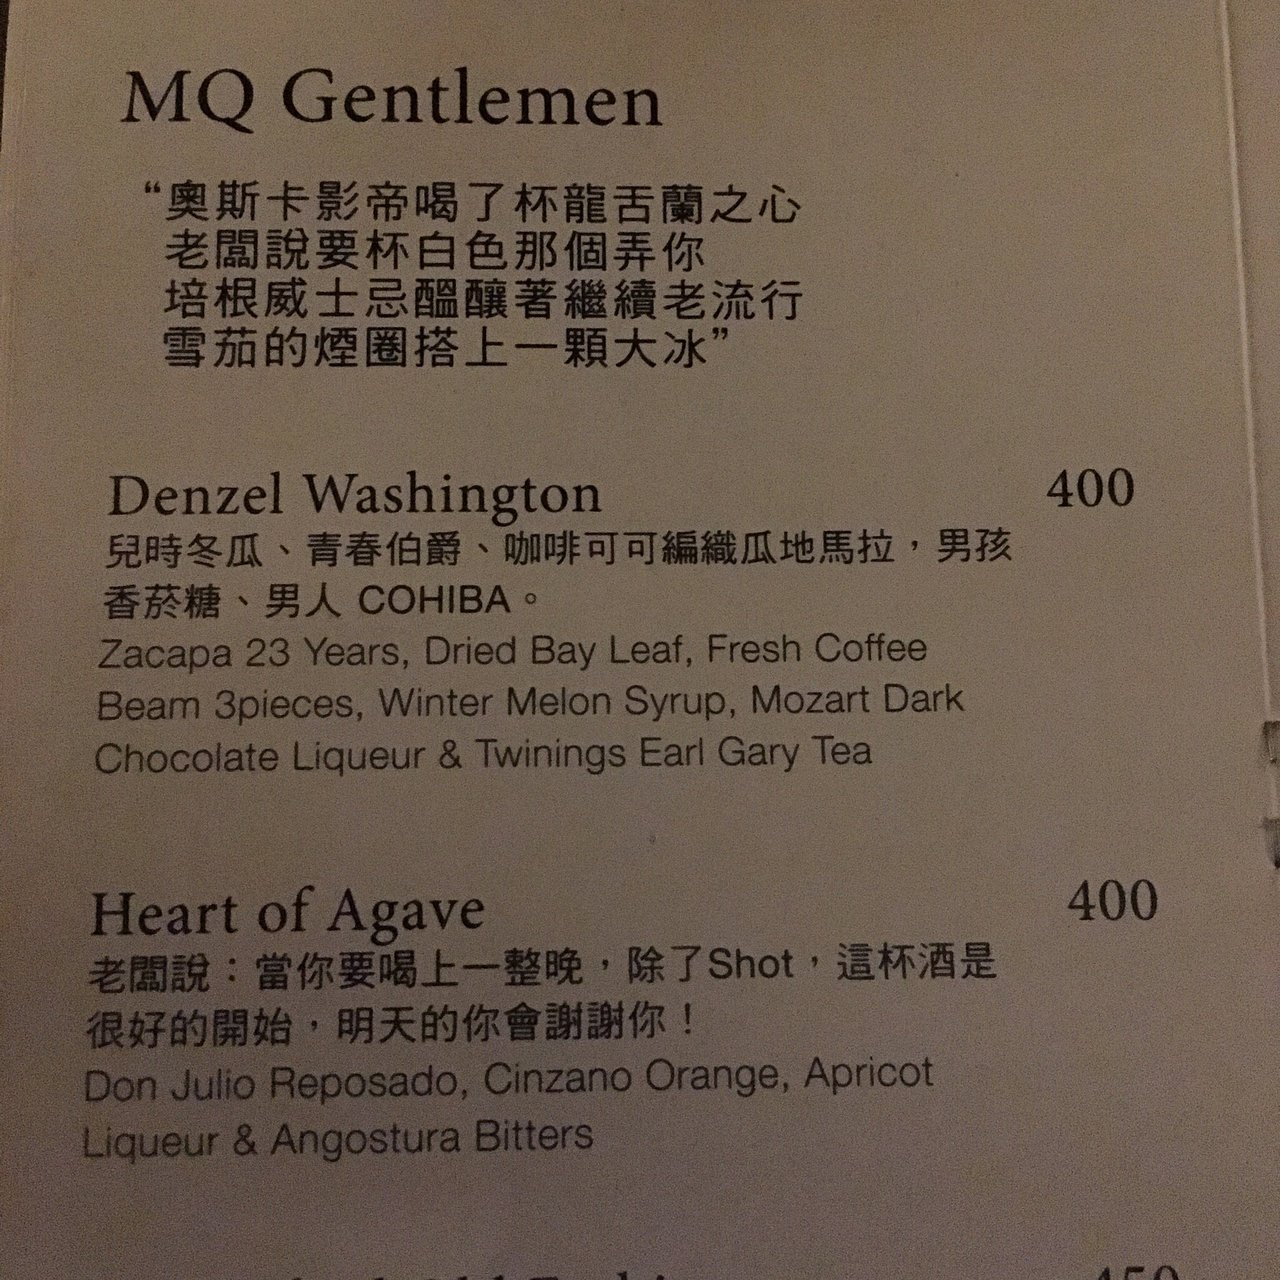 MQ Gentlemen
“奧斯卡影帝喝了杯龍舌蘭之心
老闆說要杯白色那個弄你
培根威士忌醞釀著繼續老流行
雪茄的煙圈搭上一顆大冰”
Denzel Washington 400
兒時冬瓜、青春伯爵、咖啡可可編織瓜地馬拉，男孩
香菸糖、男人 COHIBA。
Zacapa 23 Years, Dried Bay Leaf, Fresh Coffee
Beam 3pieces, Winter Melon Syrup, Mozart Dark
Chocolate Liqueur & Twinings Earl Gary Tea
Heart of Agave 400
老闆說：當你要喝上一整晚，除了Shot，這杯酒是
很好的開始，明天的你會謝謝你！
Don Julio Reposado, Cinzano Orange, Apricot
Liqueur & Angostura Bitters
450